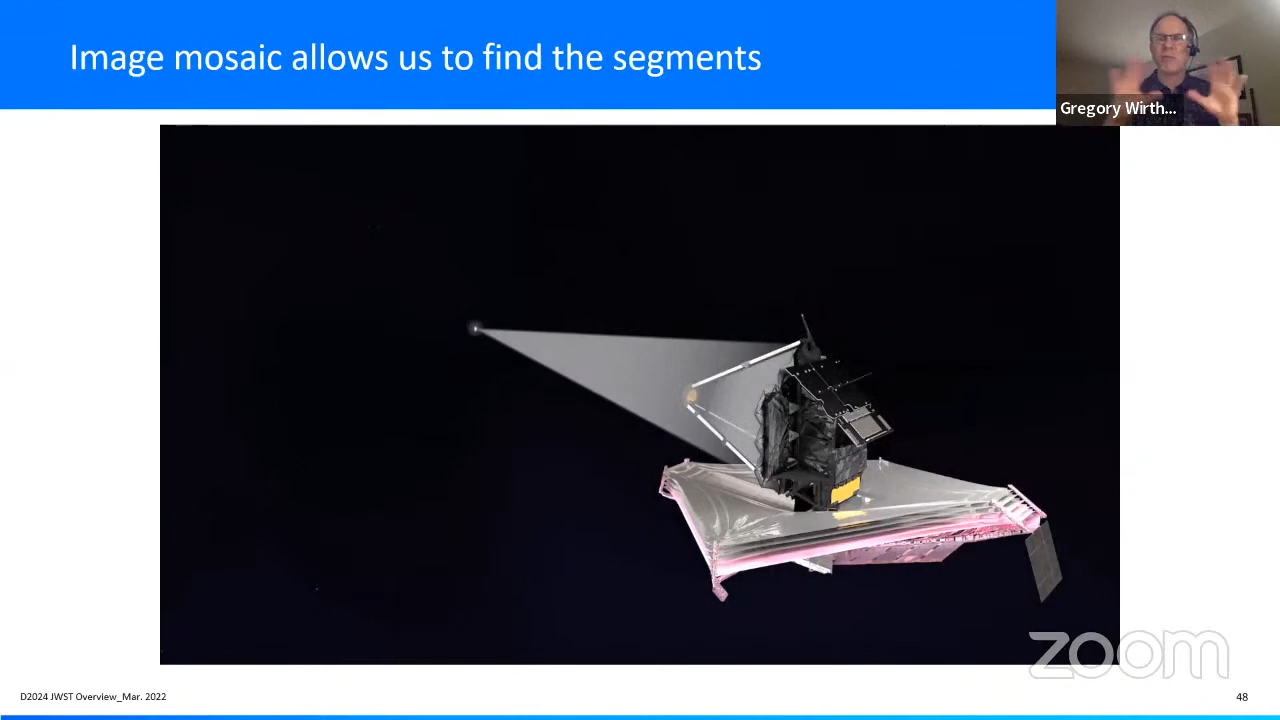 Image mosaic allows us to find the segments
Gregory Wirth...
zoom
D2024 JWST Overview_Mar. 2022
48